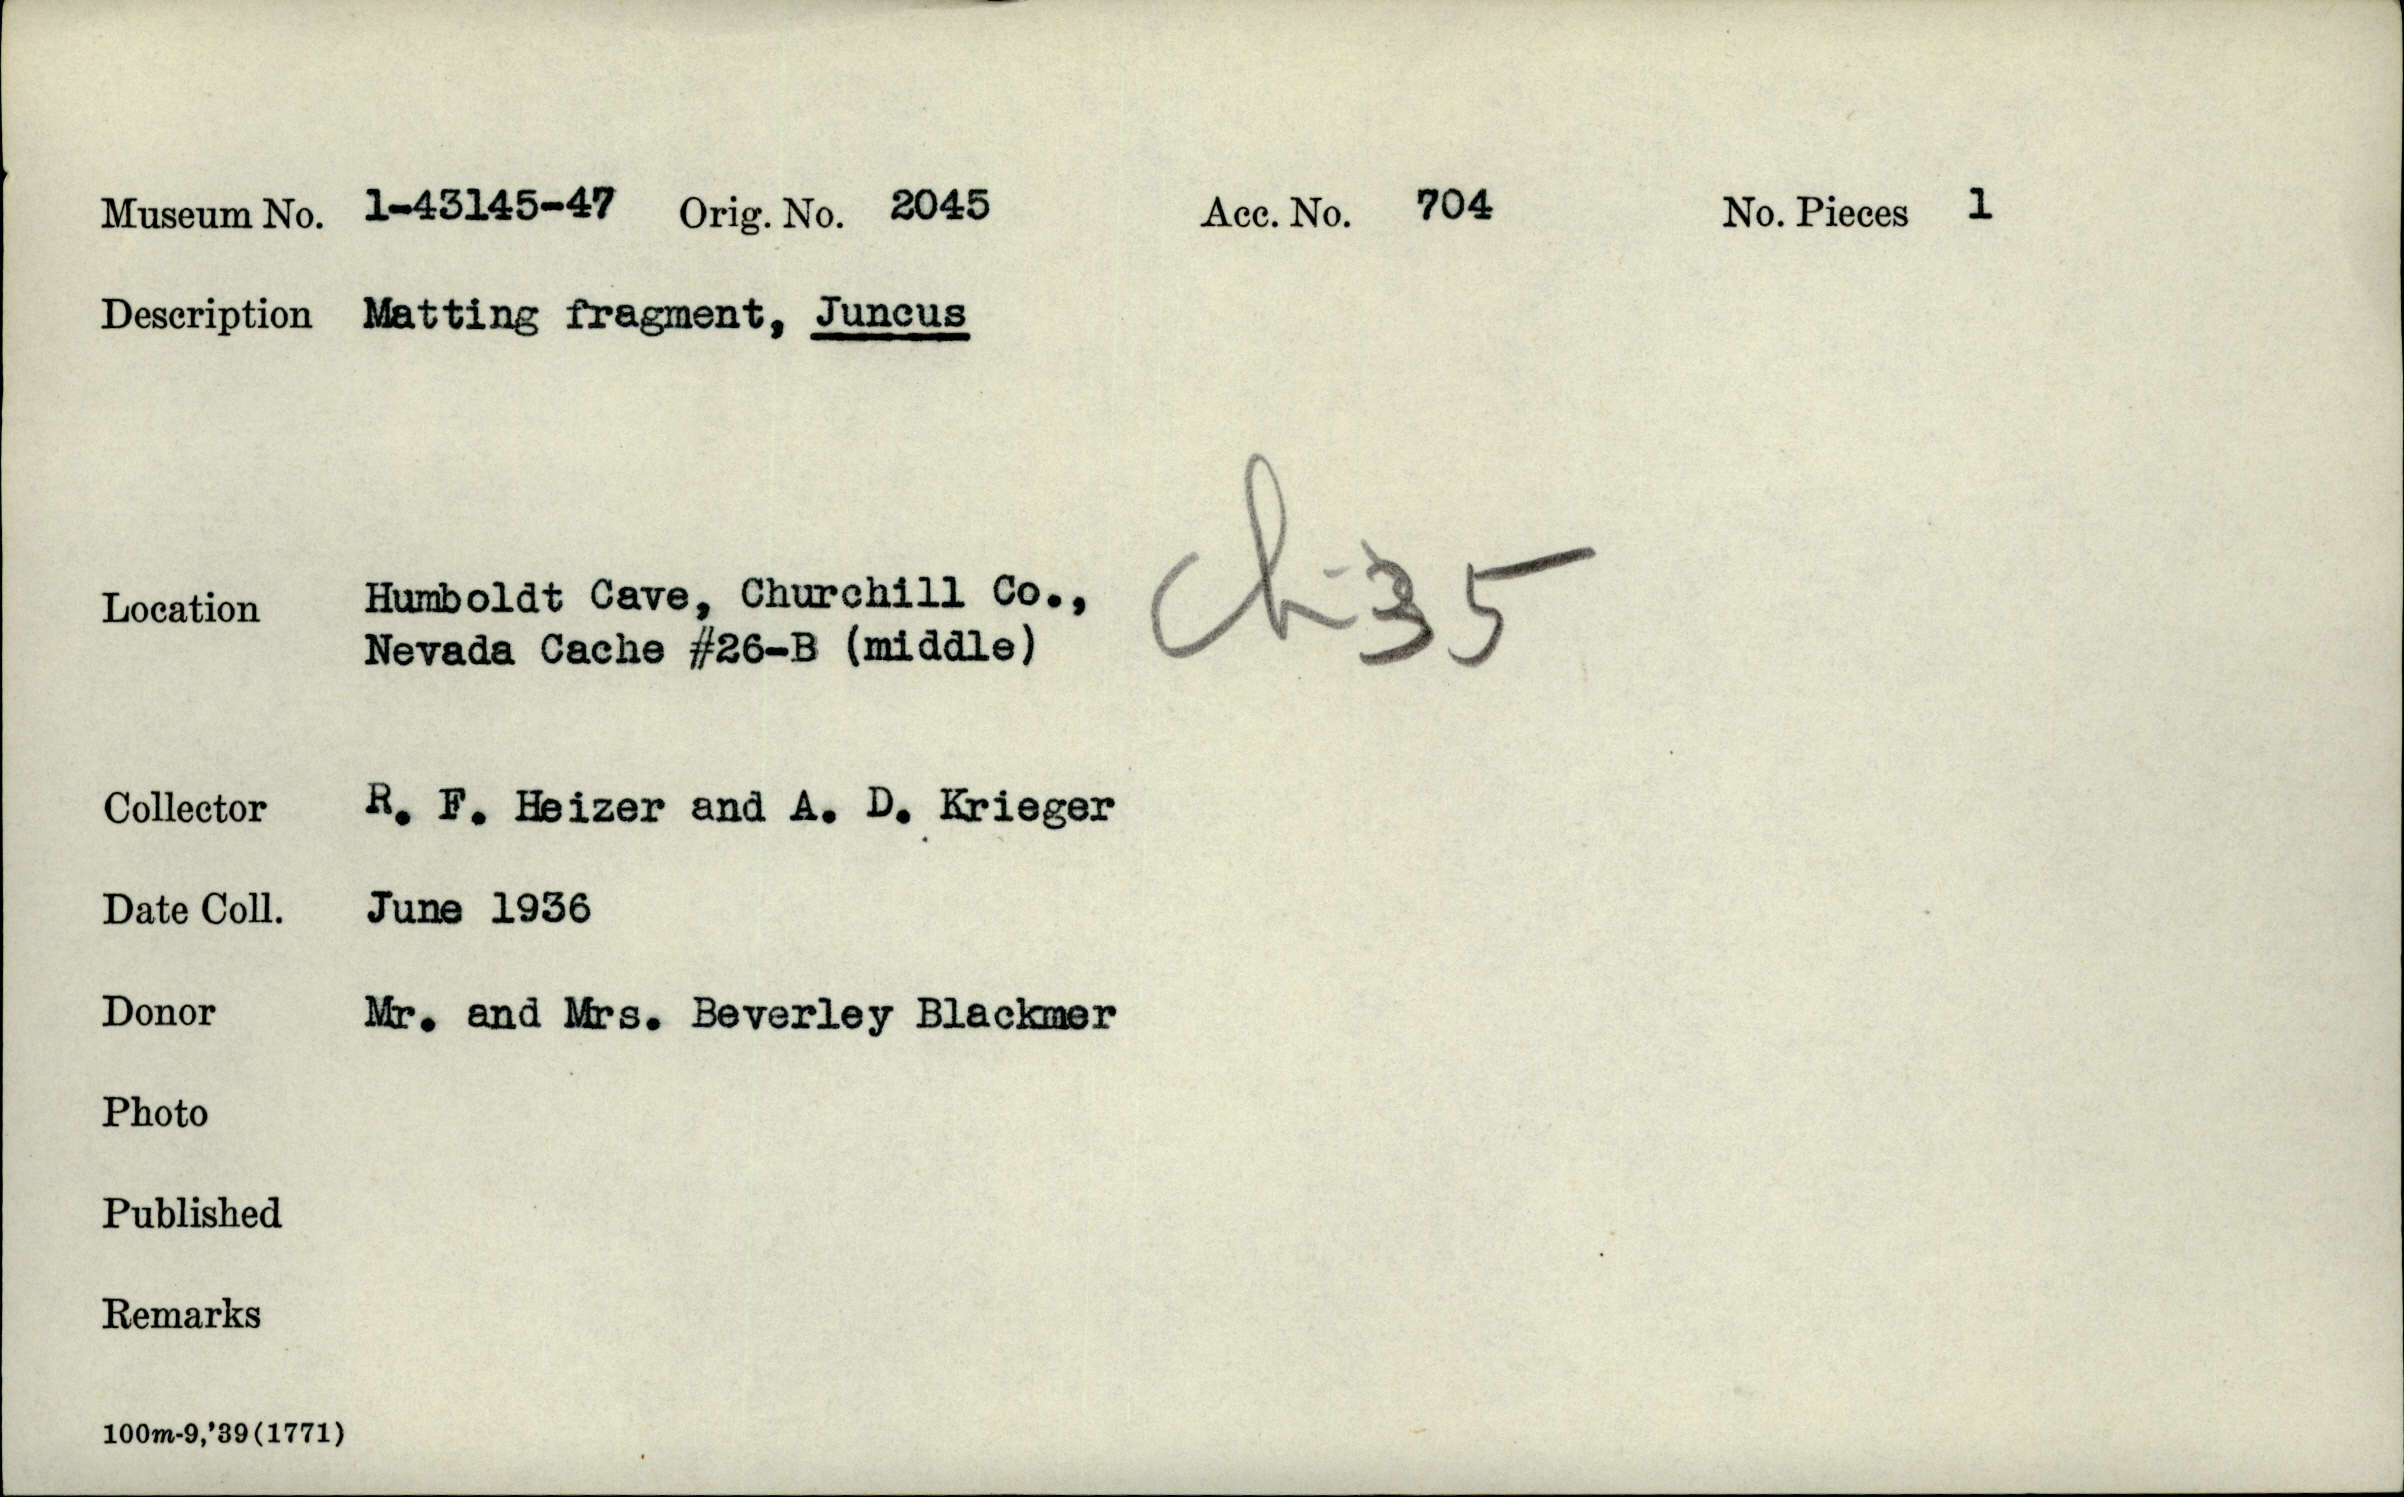 Museum No. 1-43145-47 Orig. No. 2045 Acc. No. 704 No. Pieces 1
Description Matting fragment, Juncus
Location Humboldt Cave, Churchill Co.,
Nevada Cache #26-B (middle)
Ch-35
Collector R. F. Heizer and A. D. Krieger
Date Coll. June 1936
Donor Mr. and Mrs. Beverley Blackmer
Photo
Published
Remarks
100m-9,'39(1771)